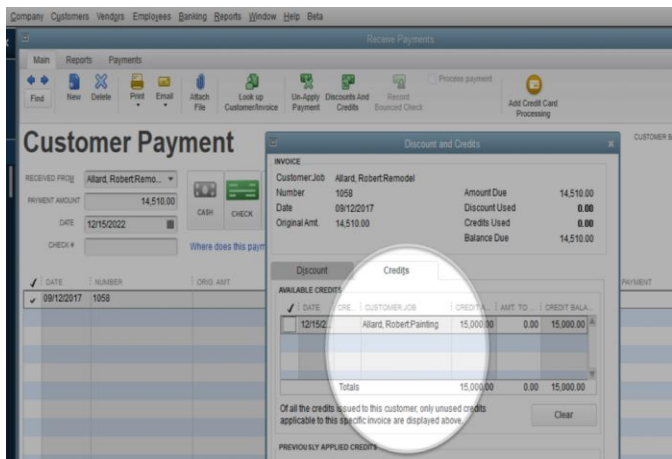 Company Customers Vendors Employees Banking Reports Window Help Beta
Receive Payments
Main Reports Payments
Find New Delete Print Email Attach File Look up Customer/Invoice Un-Apply Payment Discounts And Credits Record Bounced Check Process payment Add Credit Card Processing
Customer Payment
CUSTOMER B
Discount and Credits
RECEIVED FROM Allard, Robert:Remo...
PAYMENT AMOUNT 14,510.00
DATE 12/15/2022
CHECK #
CASH CHECK
Where does this paym
INVOICE
Customer:Job Allard, Robert:Remodel
Number 1058 Amount Due 14,510.00
Date 09/12/2017 Discount Used 0.00
Original Amt. 14,510.00 Credits Used 0.00
Balance Due 14,510.00
Discount Credits
DATE NUMBER ORIG. AMT. PAYMENT
09/12/2017 1058
AVAILABLE CREDITS
DATE CRE... CUSTOMER:JOB CREDIT A... AMT. TO ... CREDIT BALA...
12/15/2... Allard, Robert:Painting 15,000.00 0.00 15,000.00
Totals 15,000.00 0.00 15,000.00
Of all the credits issued to this customer, only unused credits
applicable to this specific invoice are displayed above.
Clear
PREVIOUSLY APPLIED CREDITS